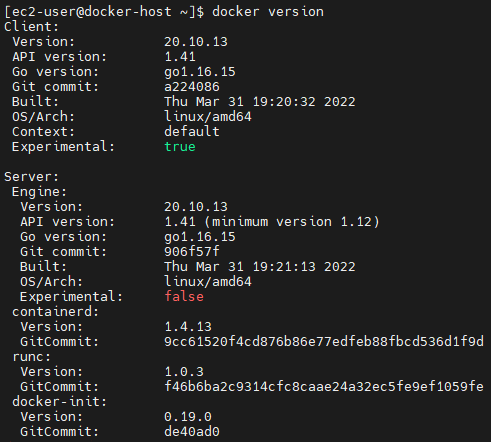 [ec2-user@docker-host ~]$ docker version
Client:
 Version:           20.10.13
 API version:       1.41
 Go version:        go1.16.15
 Git commit:        a224086
 Built:             Thu Mar 31 19:20:32 2022
 OS/Arch:           linux/amd64
 Context:           default
 Experimental:      true

Server:
 Engine:
  Version:          20.10.13
  API version:      1.41 (minimum version 1.12)
  Go version:       go1.16.15
  Git commit:       906f57f
  Built:            Thu Mar 31 19:21:13 2022
  OS/Arch:          linux/amd64
  Experimental:     false
 containerd:
  Version:          1.4.13
  GitCommit:        9cc61520f4cd876b86e77edfeb88fbcd536d1f9d
 runc:
  Version:          1.0.3
  GitCommit:        f46b6ba2c9314cfc8caae24a32ec5fe9ef1059fe
 docker-init:
  Version:          0.19.0
  GitCommit:        de40ad0